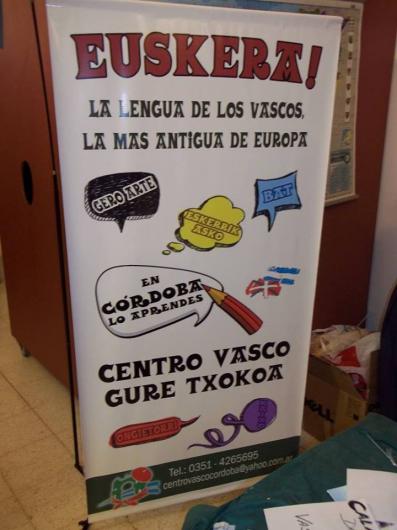 EUSKERA!
LA LENGUA DE LOS VASCOS,
LA MAS ANTIGUA DE EUROPA
GERO ARTE
BAT
ESKERRIK
ASKO
EN
CÓRDOBA
LO APRENDES
CENTRO VASCO
GURE TXOKOA
ONGIETORRI
Tel.: 0351 - 4265695
centrovascocordoba@yahoo.com.ar